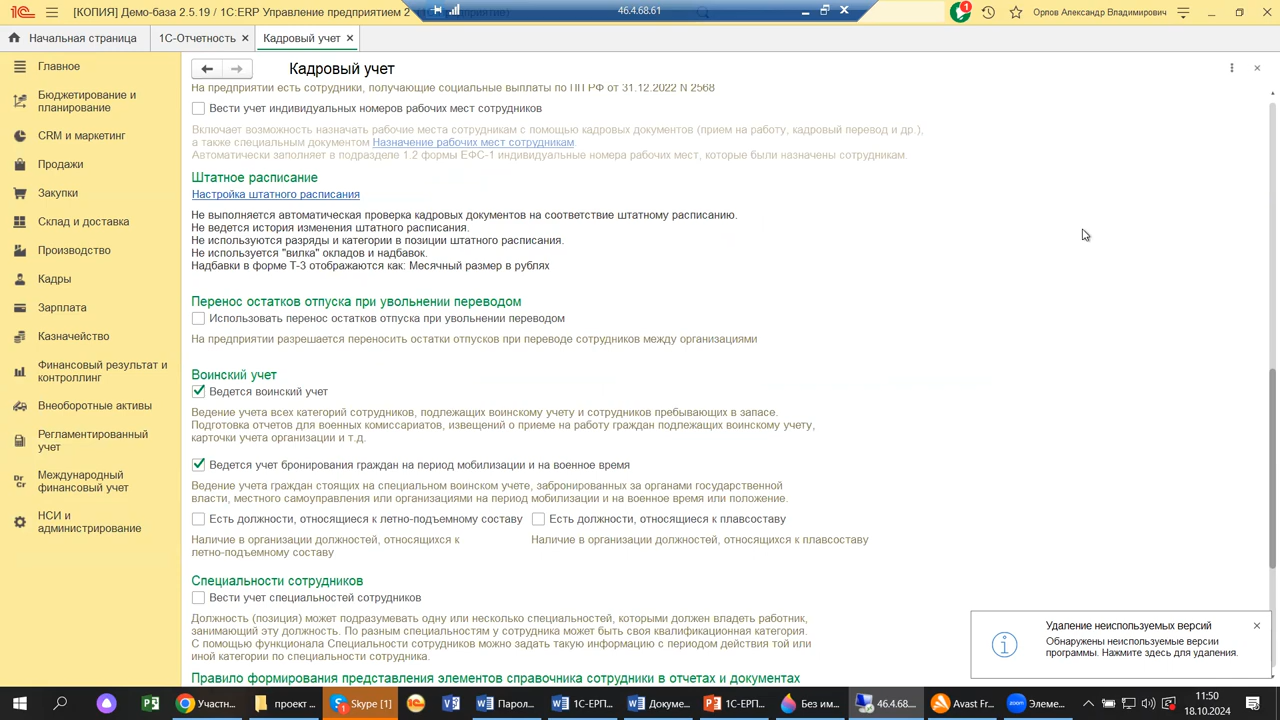 [КОПИЯ] Демо-база 2.5.19 / 1С:ERP Управление предприятием 2
46.4.68.61
1
Орлов Александр Владимирович
Начальная страница
1С-Отчетность
Кадровый учет
Главное
Бюджетирование и
планирование
CRM и маркетинг
Продажи
Закупки
Склад и доставка
Производство
Кадры
Зарплата
Казначейство
Финансовый результат и
контроллинг
Внеоборотные активы
Регламентированный
учет
Dr
Cr
Международный
финансовый учет
НСИ и
администрирование
Кадровый учет
На предприятии есть сотрудники, получающие социальные выплаты по ПП РФ от 31.12.2022 N 2568
Вести учет индивидуальных номеров рабочих мест сотрудников
Включает возможность назначать рабочие места сотрудникам с помощью кадровых документов (прием на работу, кадровый перевод и др.),
а также специальным документом Назначение рабочих мест сотрудникам.
Автоматически заполняет в подразделе 1.2 формы ЕФС-1 индивидуальные номера рабочих мест, которые были назначены сотрудникам.
Штатное расписание
Настройка штатного расписания
Не выполняется автоматическая проверка кадровых документов на соответствие штатному расписанию.
Не ведется история изменения штатного расписания.
Не используются разряды и категории в позиции штатного расписания.
Не используется "вилка" окладов и надбавок.
Надбавки в форме Т-3 отображаются как: Месячный размер в рублях
Перенос остатков отпуска при увольнении переводом
Использовать перенос остатков отпуска при увольнении переводом
На предприятии разрешается переносить остатки отпусков при переводе сотрудников между организациями
Воинский учет
Ведется воинский учет
Ведение учета всех категорий сотрудников, подлежащих воинскому учету и сотрудников пребывающих в запасе.
Подготовка отчетов для военных комиссариатов, извещений о приеме на работу граждан подлежащих воинскому учету,
карточки учета организации и т.д.
Ведется учет бронирования граждан на период мобилизации и на военное время
Ведение учета граждан стоящих на специальном воинском учете, забронированных за органами государственной
власти, местного самоуправления или организациями на период мобилизации и на военное время или положение.
Есть должности, относящиеся к летно-подъемному составу
Есть должности, относящиеся к плавсоставу
Наличие в организации должностей, относящихся к
летно-подъемному составу
Наличие в организации должностей, относящихся к плавсоставу
Специальности сотрудников
Вести учет специальностей сотрудников
Должность (позиция) может подразумевать одну или несколько специальностей, которыми должен владеть работник,
занимающий эту должность. По разным специальностям у сотрудника может быть своя квалификационная категория.
С помощью функционала Специальности сотрудников можно задать такую информацию с периодом действия той или
иной категории по специальности сотрудника.
Правило формирования представления элементов справочника сотрудники в отчетах и документах
Удаление неиспользуемых версий
Обнаружены неиспользуемые версии
программы. Нажмите здесь для удаления.
Участн...
проект ...
Skype [1]
Парол...
1С-ЕРП...
Докуме...
1С-ЕРП...
Без им...
46.4.68...
Avast Fr...
Элеме...
11:50
18.10.2024